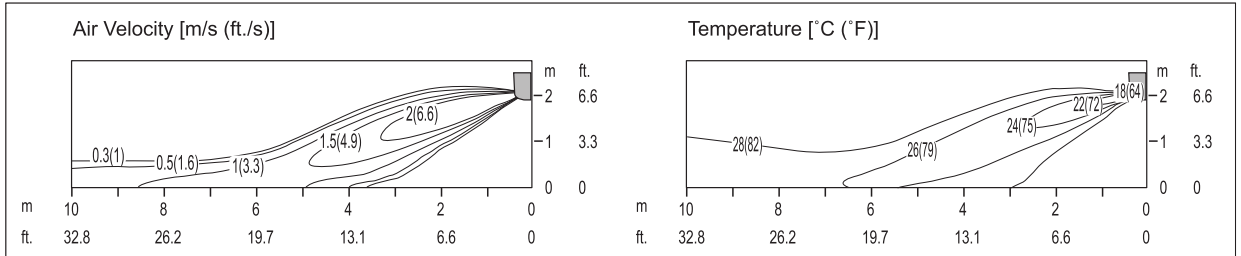 Air Velocity [m/s (ft./s)]
m ft.
2 6.6
2(6.6)
1.5(4.9)
1 3.3
0.3(1) 0.5(1.6) 1(3.3)
0 0
m 10 8 6 4 2 0
ft. 32.8 26.2 19.7 13.1 6.6 0
Temperature [˚C (˚F)]
m ft.
18(64) 2 6.6
22(72)
24(75)
1 3.3
28(82) 26(79)
0 0
m 10 8 6 4 2 0
ft. 32.8 26.2 19.7 13.1 6.6 0